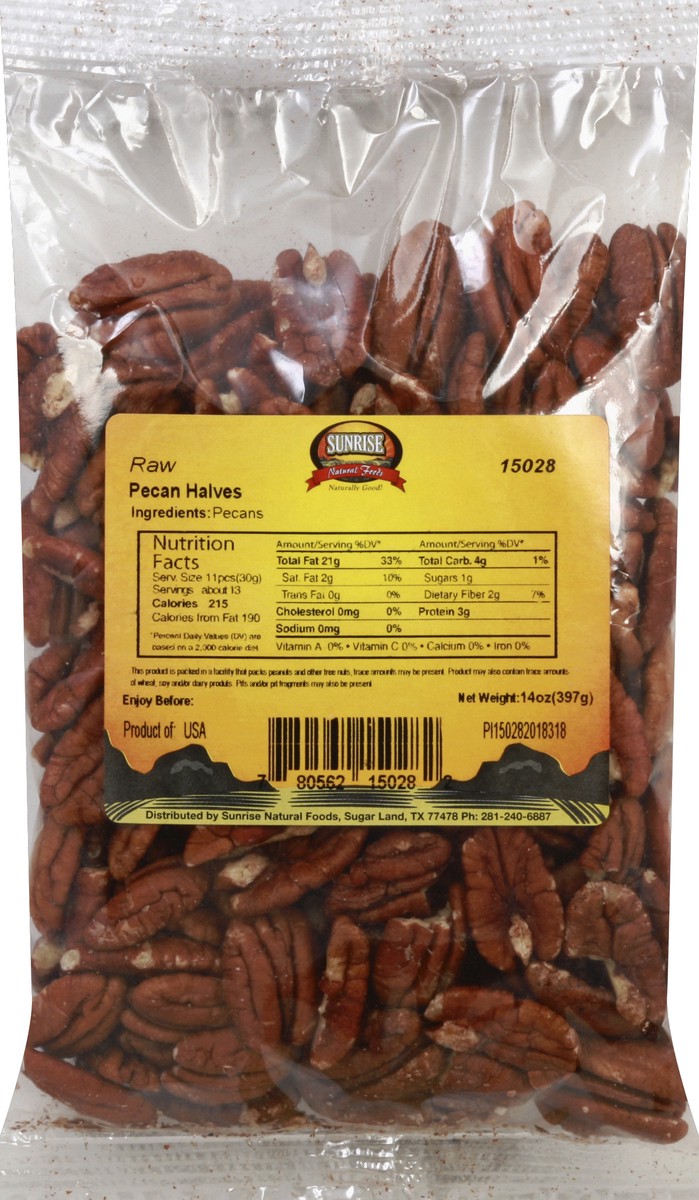 SUNRISE
Natural Foods
Naturally Good!
Raw
15028
Pecan Halves
Ingredients: Pecans
Nutrition
Facts
Serv. Size 11pcs(30g)
Servings about 13
Calories 215
Calories from Fat 190
*Percent Daily Values (DV) are
based on a 2,000 calorie diet
Amount/Serving %DV*
Total Fat 21g 33%
Sat. Fat 2g 10%
Trans Fat 0g 0%
Cholesterol 0mg 0%
Sodium 0mg 0%
Amount/Serving %DV*
Total Carb. 4g 1%
Sugars 1g
Dietary Fiber 2g 7%
Protein 3g
Vitamin A 0% • Vitamin C 0% • Calcium 0% • Iron 0%
This product is packed in a facility that packs peanuts and other tree nuts, trace amounts may be present. Product may also contain trace amounts
of wheat, soy and/or dairy produts. Pits and/or pit fragments may also be present
Enjoy Before:
Net Weight:14oz(397g)
Product of USA
PI150282018318
7 80562 15028 2
Distributed by Sunrise Natural Foods, Sugar Land, TX 77478 Ph: 281-240-6887